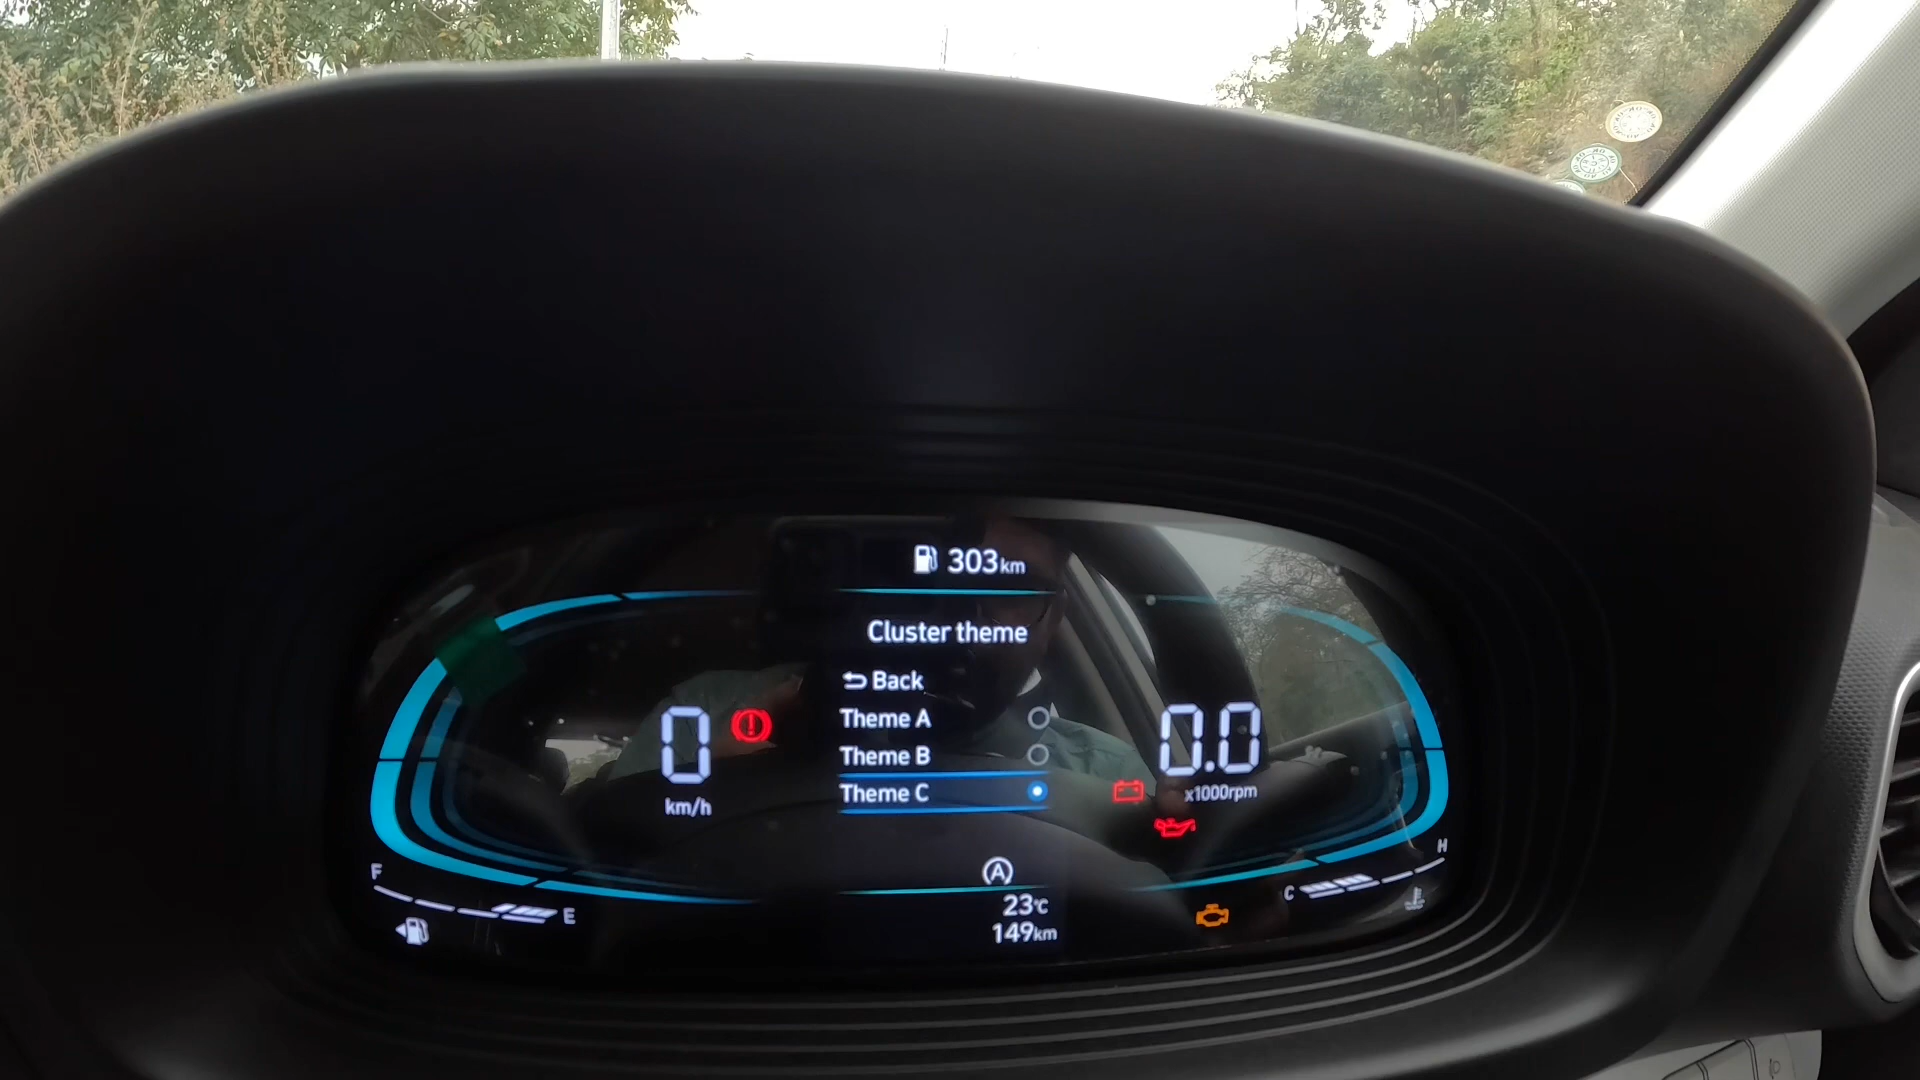 303km
Cluster theme
Back
Theme A
Theme B
Theme C
0
km/h
0.0
x1000rpm
F
E
A
23°C
149km
C
H